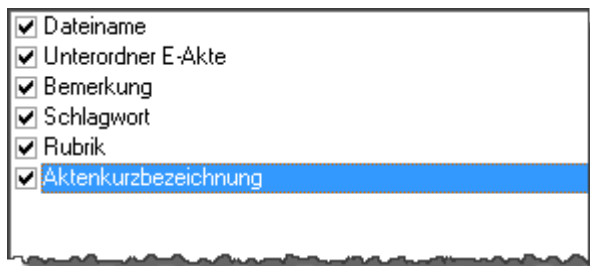 Dateiname
Unterordner E-Akte
Bemerkung
Schlagwort
Rubrik
Aktenkurzbezeichnung